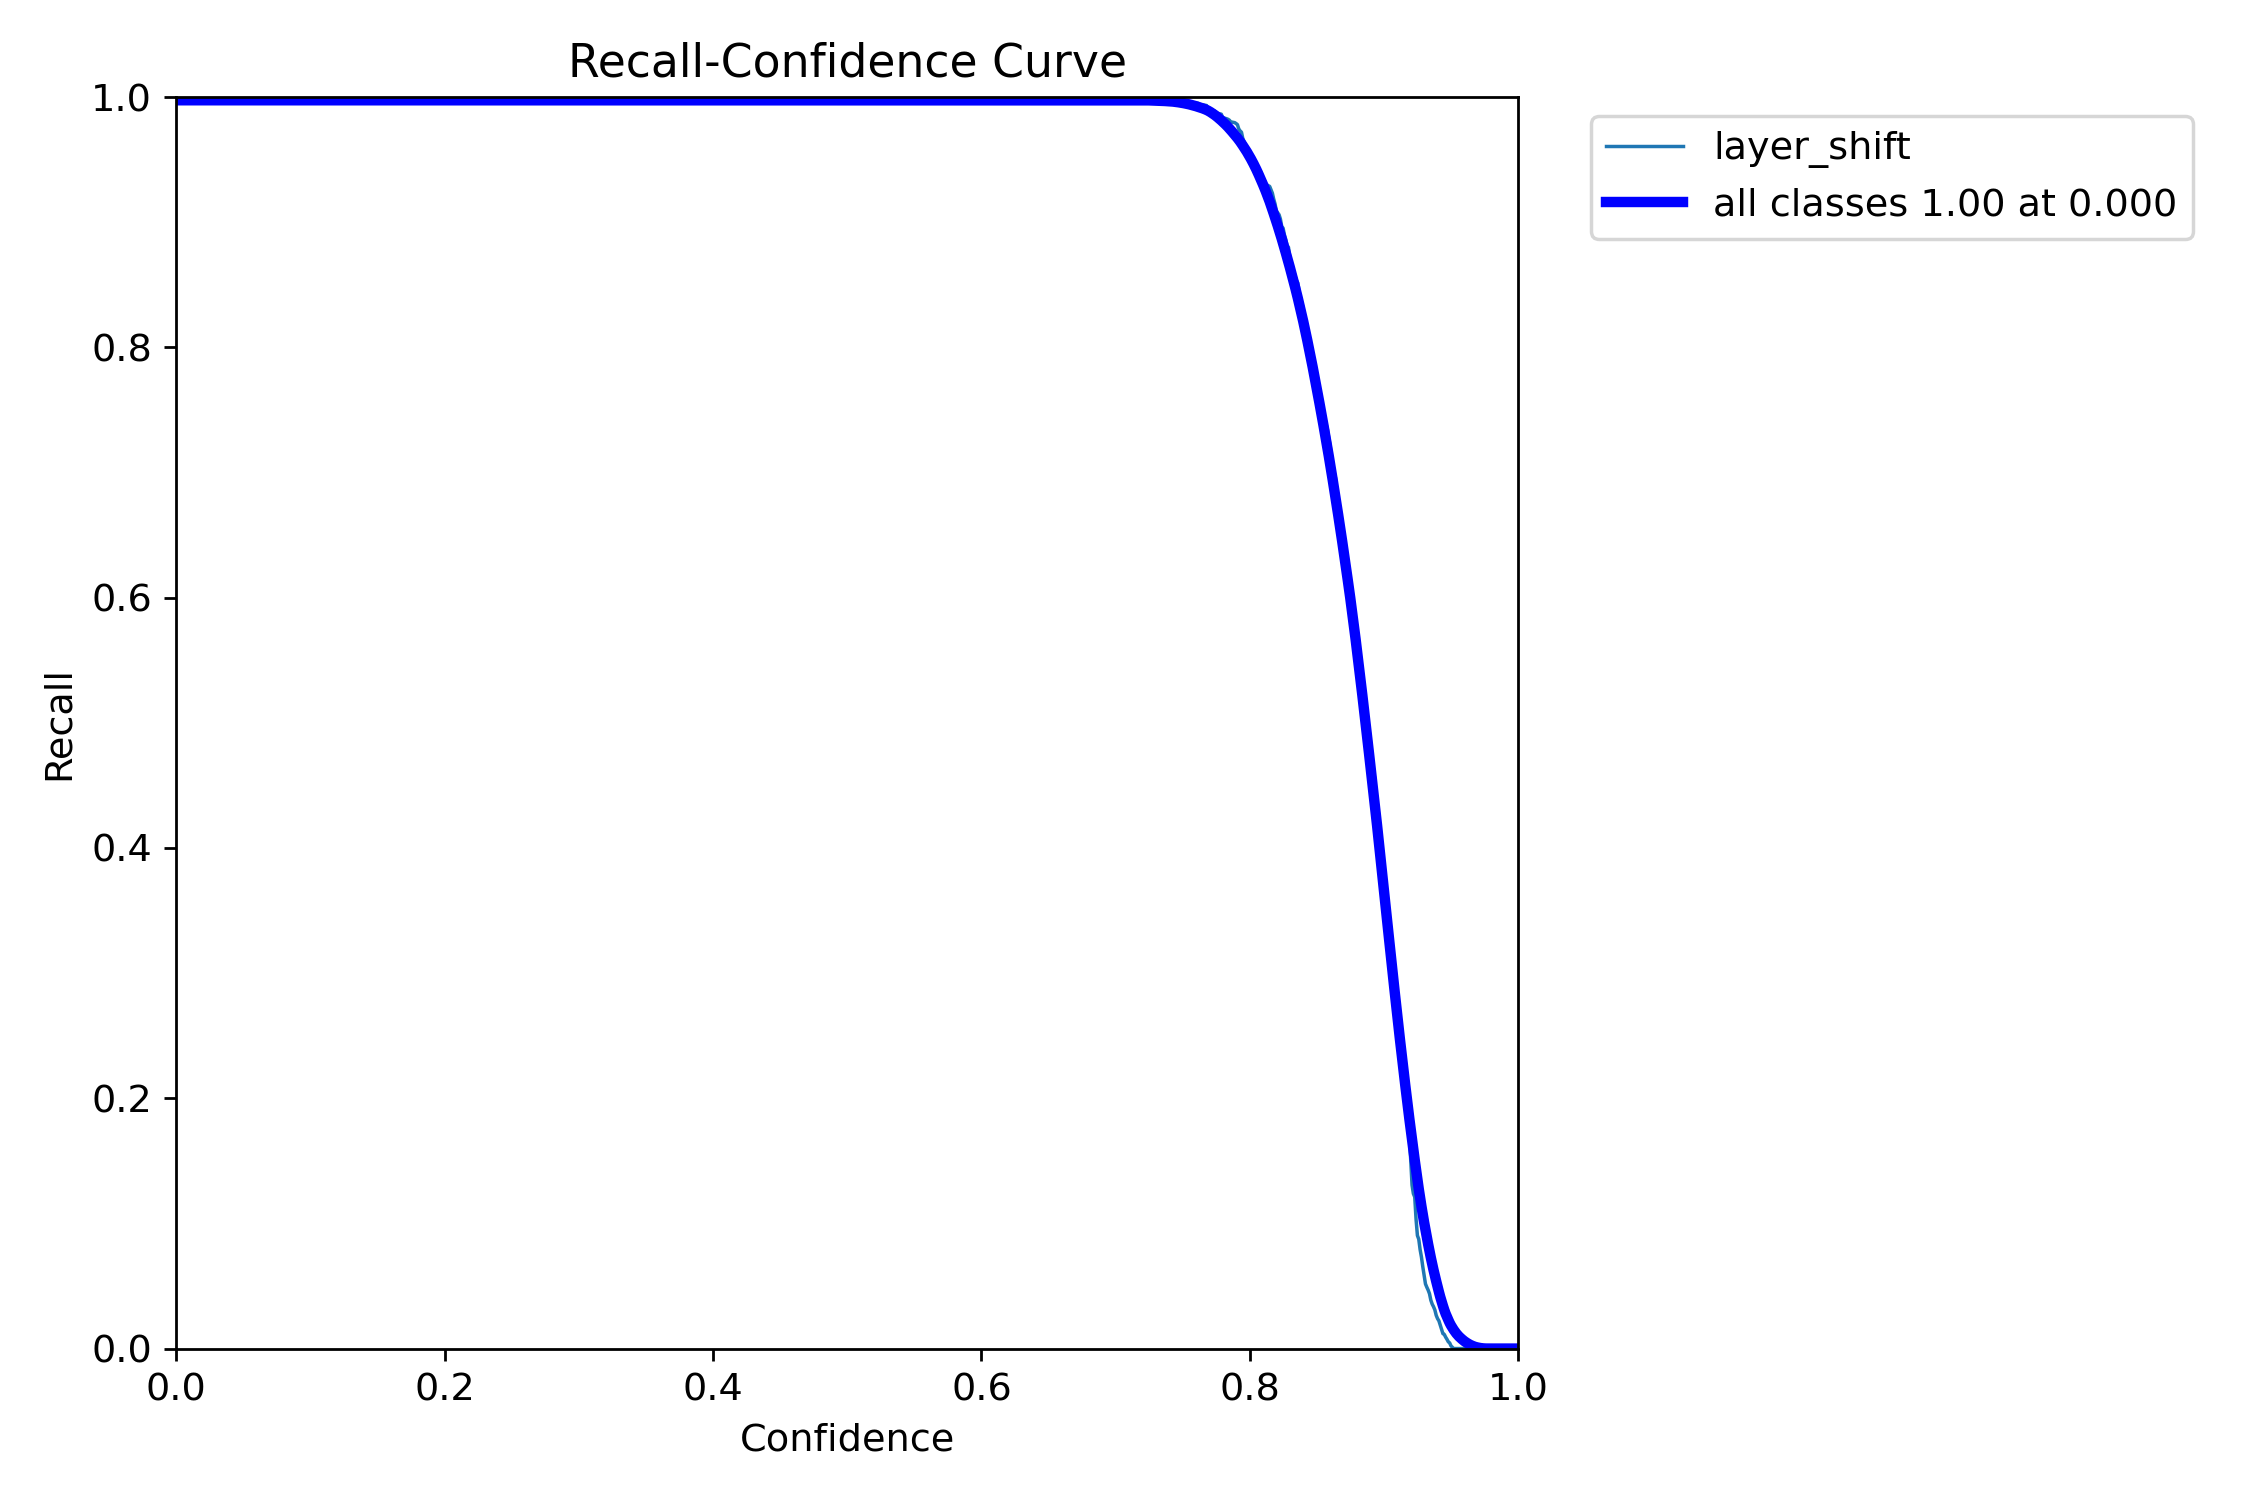 Recall-Confidence Curve
1.0
0.8
0.6
0.4
0.2
0.0
Recall
0.0 0.2 0.4 0.6 0.8 1.0
Confidence
layer_shift
all classes 1.00 at 0.000